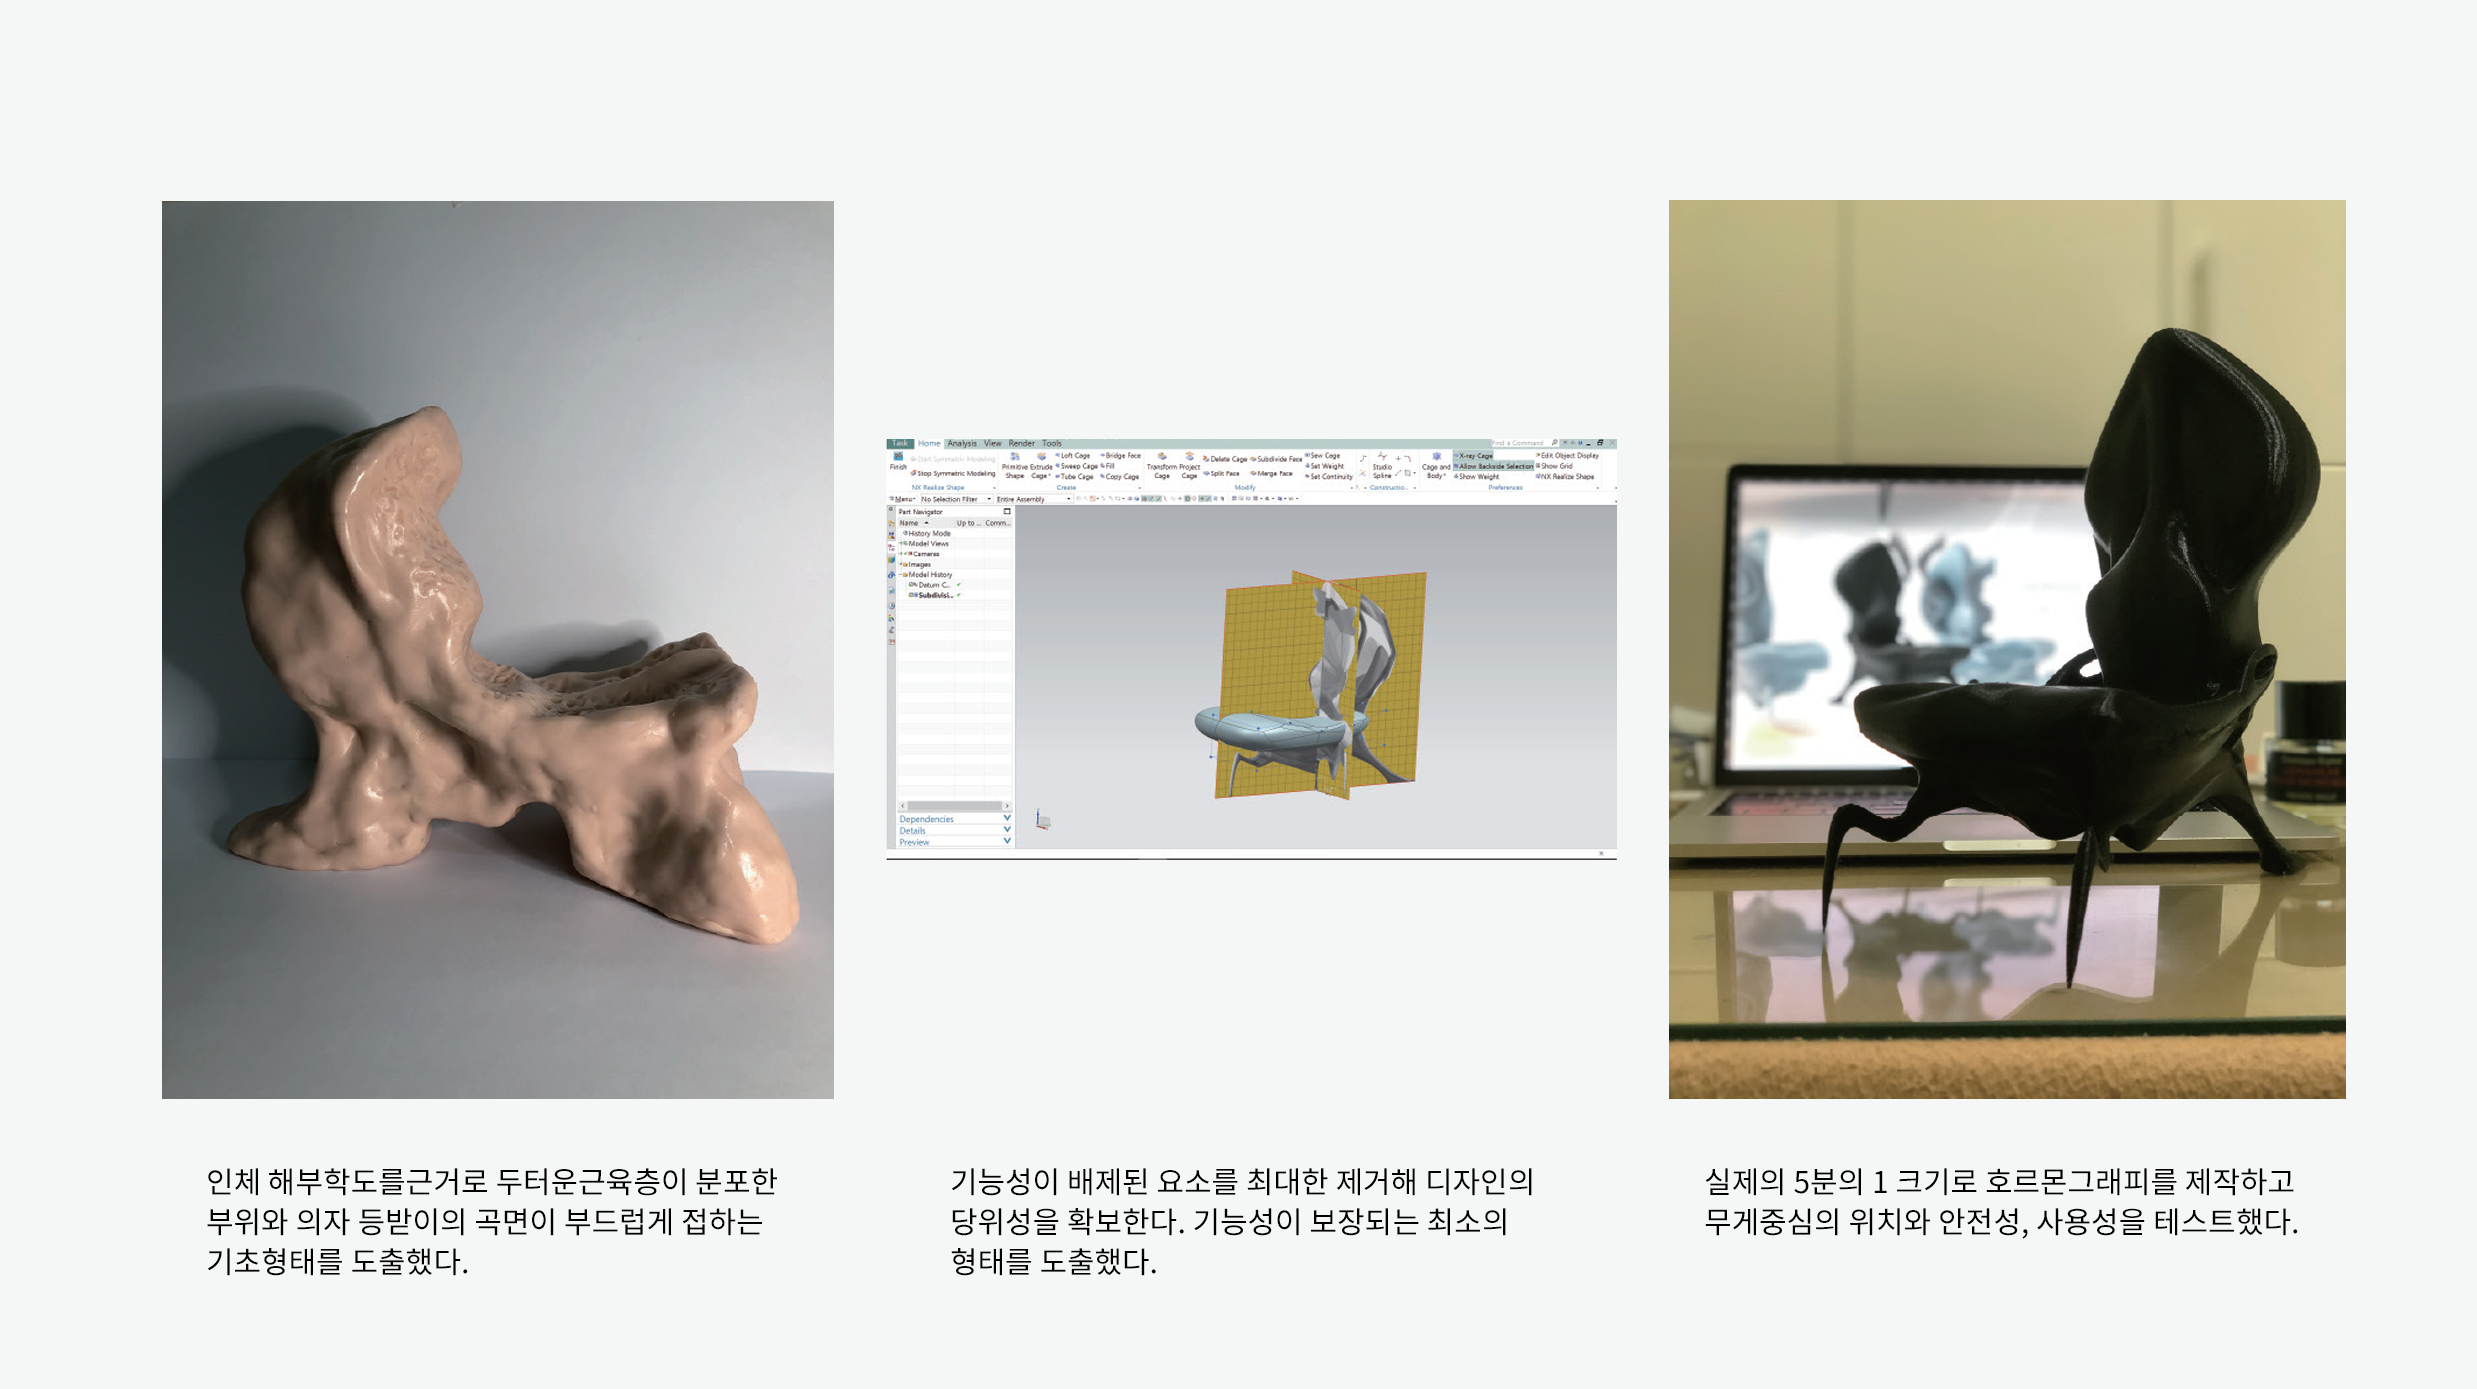 Task Home Analysis View Render Tools
Find a Command
Finish
Start Symmetric Modeling
Stop Symmetric Modeling
NX Realize Shape
Primitive Shape
Extrude Cage
Loft Cage
Sweep Cage
Tube Cage
Bridge Face
Fill
Copy Cage
Create
Transform Cage
Project Cage
Delete Cage
Split Face
Subdivide Face
Merge Face
Sew Cage
Set Weight
Set Continuity
Modify
Studio Spline
Constructio...
Cage and Body
X-ray Cage
Allow Backside Selection
Show Weight
Edit Object Display
Show Grid
NX Realize Shape
Preferences
Menu No Selection Filter Entire Assembly
Part Navigator
Name Up to ... Comm...
History Mode
Model Views
Cameras
Images
Model History
Datum C...
Subdivisi...
Dependencies
Details
Preview
인체 해부학도를근거로 두터운근육층이 분포한
부위와 의자 등받이의 곡면이 부드럽게 접하는
기초형태를 도출했다.
기능성이 배제된 요소를 최대한 제거해 디자인의
당위성을 확보한다. 기능성이 보장되는 최소의
형태를 도출했다.
실제의 5분의 1 크기로 호르몬그래피를 제작하고
무게중심의 위치와 안전성, 사용성을 테스트했다.